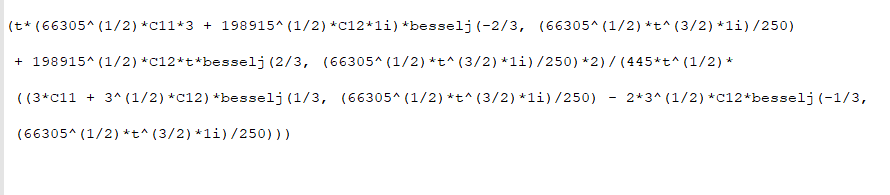 (t*(66305^(1/2)*C11*3 + 198915^(1/2)*C12*1i)*besselj(-2/3, (66305^(1/2)*t^(3/2)*1i)/250)
+ 198915^(1/2)*C12*t*besselj(2/3, (66305^(1/2)*t^(3/2)*1i)/250)*2)/(445*t^(1/2)*
((3*C11 + 3^(1/2)*C12)*besselj(1/3, (66305^(1/2)*t^(3/2)*1i)/250) - 2*3^(1/2)*C12*besselj(-1/3,
(66305^(1/2)*t^(3/2)*1i)/250)))